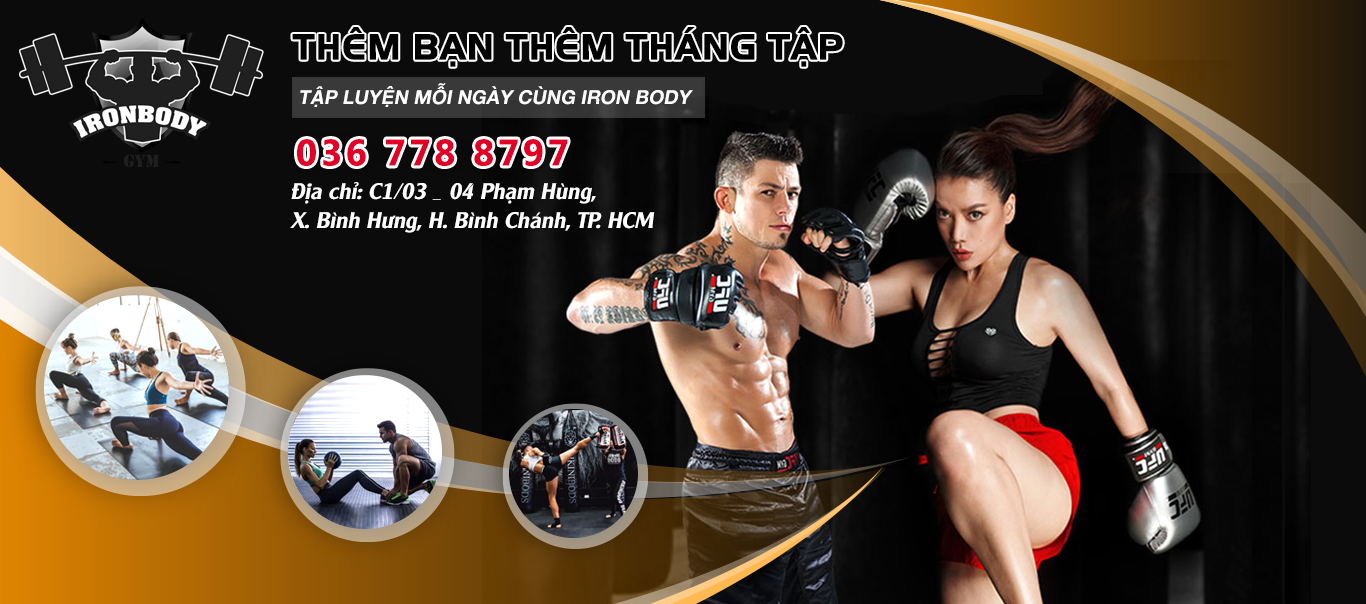 IRONBODY
GYM
THÊM BẠN THÊM THÁNG TẬP
TẬP LUYỆN MỖI NGÀY CÙNG IRON BODY
036 778 8797
Địa chỉ: C1/03 _ 04 Phạm Hùng,
X. Bình Hưng, H. Bình Chánh, TP. HCM
UFC
UFC
UFC
UFC